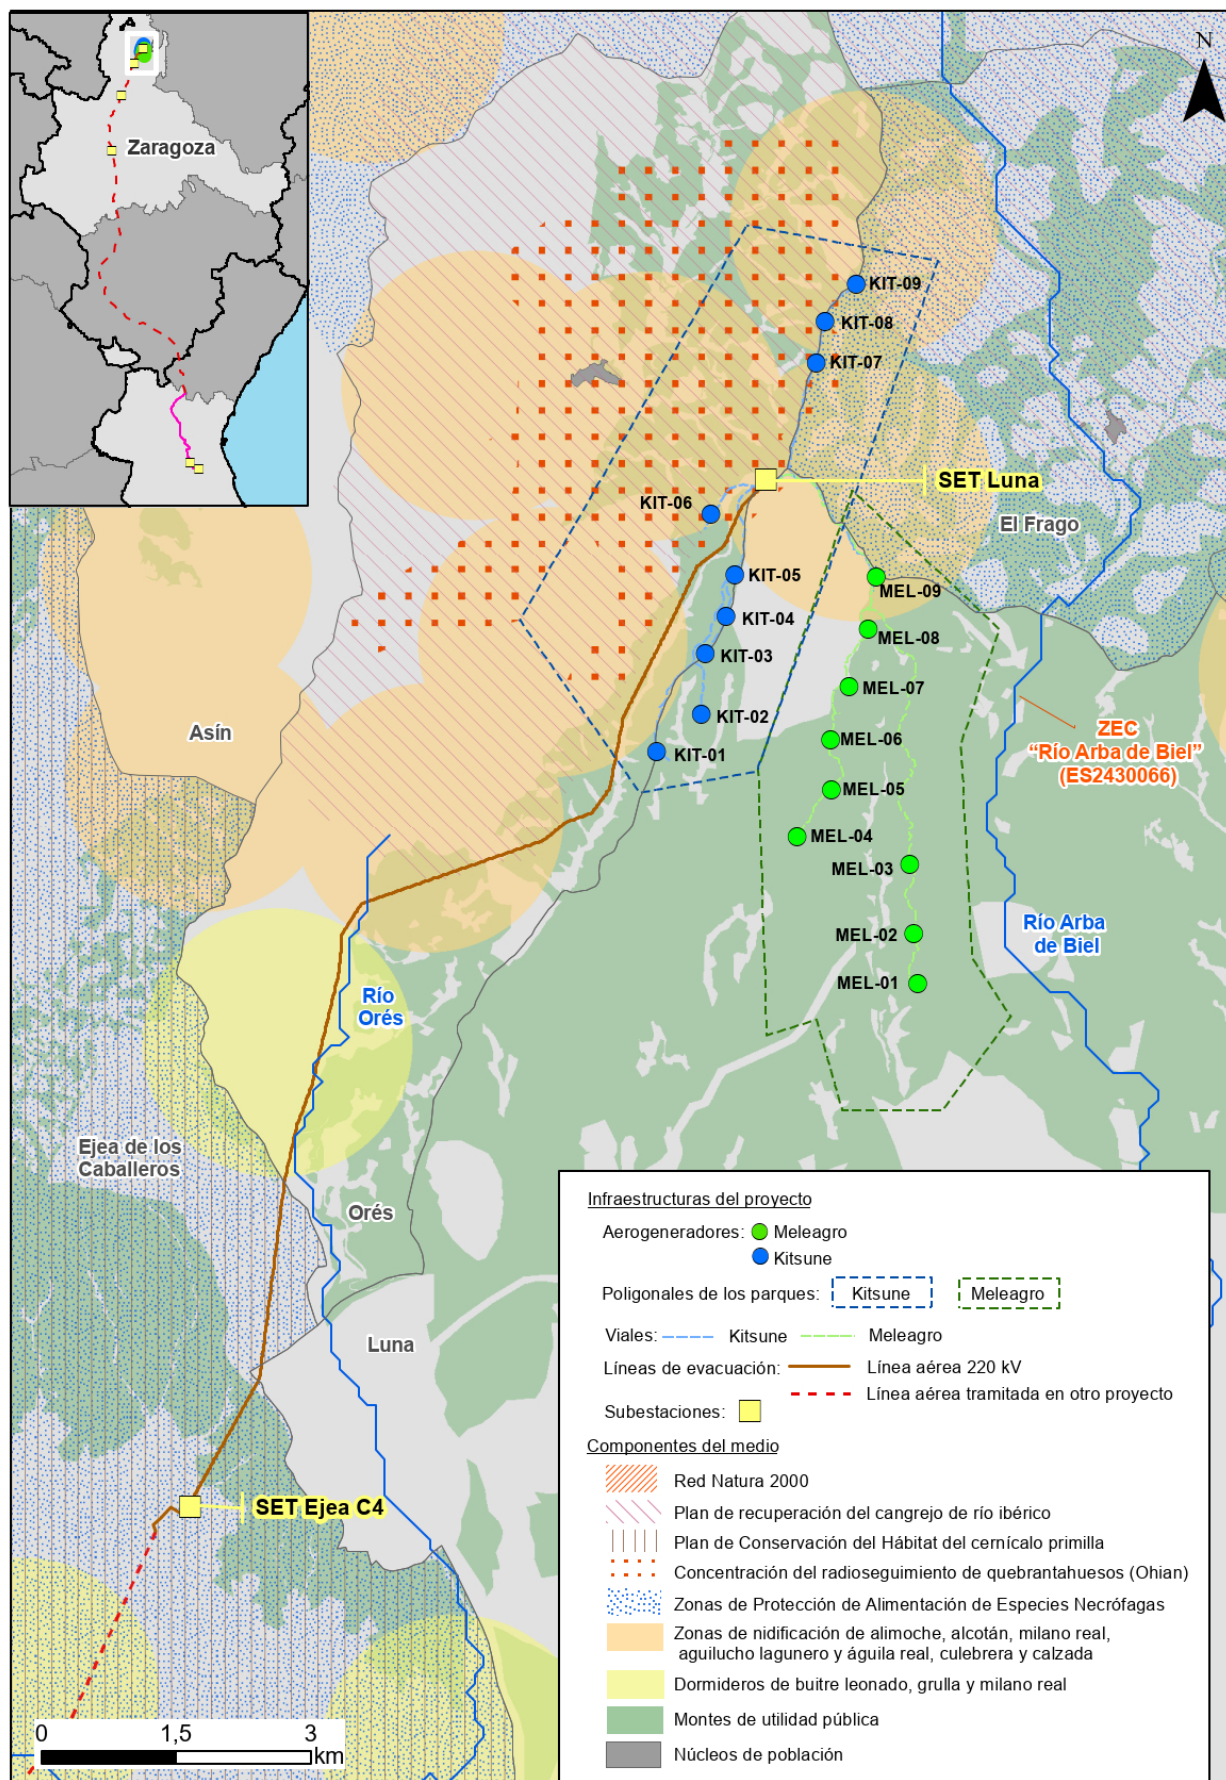 Zaragoza
N
KIT-09
KIT-08
KIT-07
SET Luna
KIT-06
El Frago
KIT-05
MEL-09
KIT-04
MEL-08
KIT-03
MEL-07
KIT-02
Asín
ZEC
“Río Arba de Biel”
(ES2430066)
MEL-06
KIT-01
MEL-05
MEL-04
MEL-03
Río Arba
de Biel
MEL-02
MEL-01
Río
Orés
Ejea de los
Caballeros
Orés
Luna
SET Ejea C4
0 1,5 3
km
Infraestructuras del proyecto
Aerogeneradores: Meleagro
Kitsune
Poligonales de los parques: Kitsune Meleagro
Viales: Kitsune Meleagro
Líneas de evacuación: Línea aérea 220 kV
Línea aérea tramitada en otro proyecto
Subestaciones:
Componentes del medio
Red Natura 2000
Plan de recuperación del cangrejo de río ibérico
Plan de Conservación del Hábitat del cernícalo primilla
Concentración del radioseguimiento de quebrantahuesos (Ohian)
Zonas de Protección de Alimentación de Especies Necrófagas
Zonas de nidificación de alimoche, alcotán, milano real,
aguilucho lagunero y águila real, culebrera y calzada
Dormideros de buitre leonado, grulla y milano real
Montes de utilidad pública
Núcleos de población